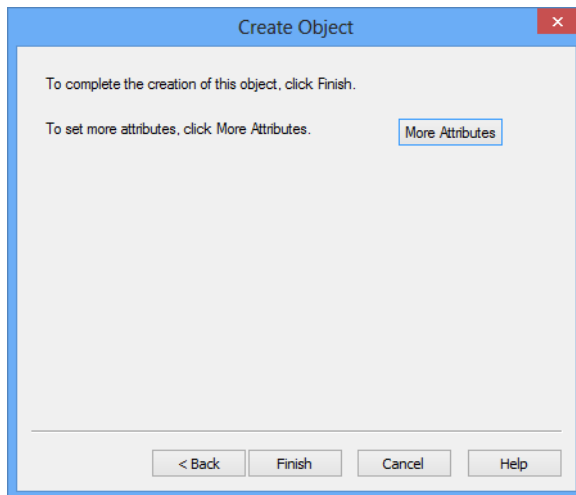 Create Object
To complete the creation of this object, click Finish.
To set more attributes, click More Attributes.
More Attributes
< Back
Finish
Cancel
Help